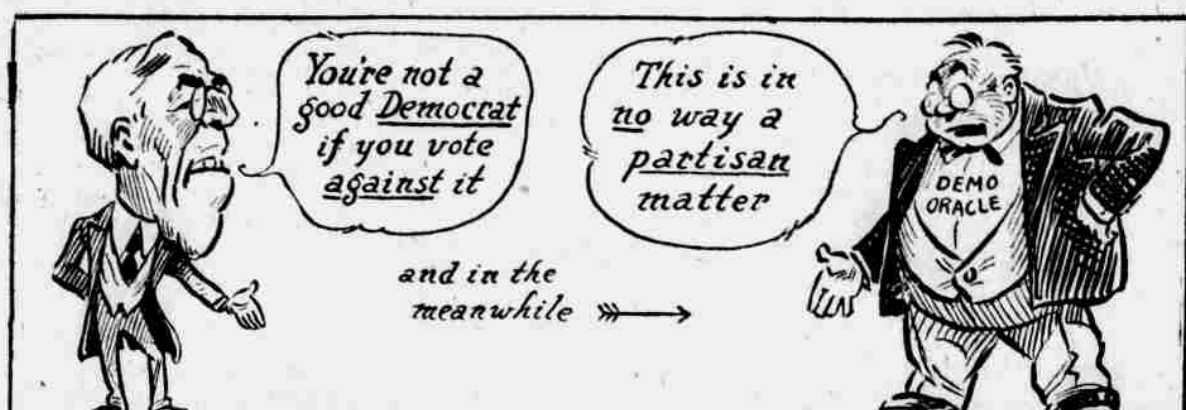 You're not a
good Democrat
if you vote
against it
This is in
no way a
partisan
matter
DEMO
ORACLE
and in the
meanwhile